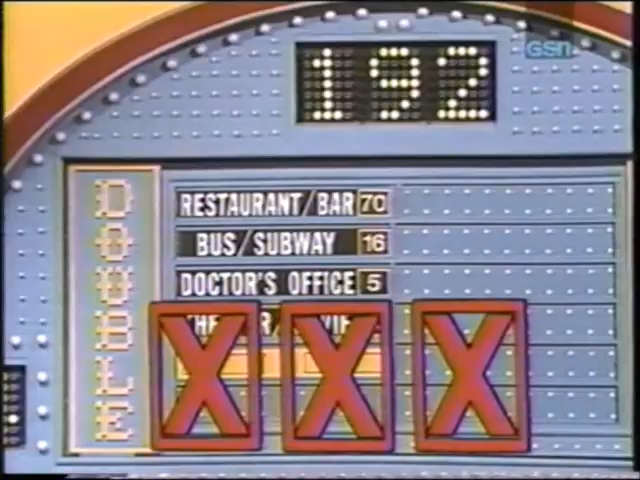 GSN
192
DOUBLE
RESTAURANT/BAR 70
BUS/SUBWAY 16
DOCTOR'S OFFICE 5
X X X